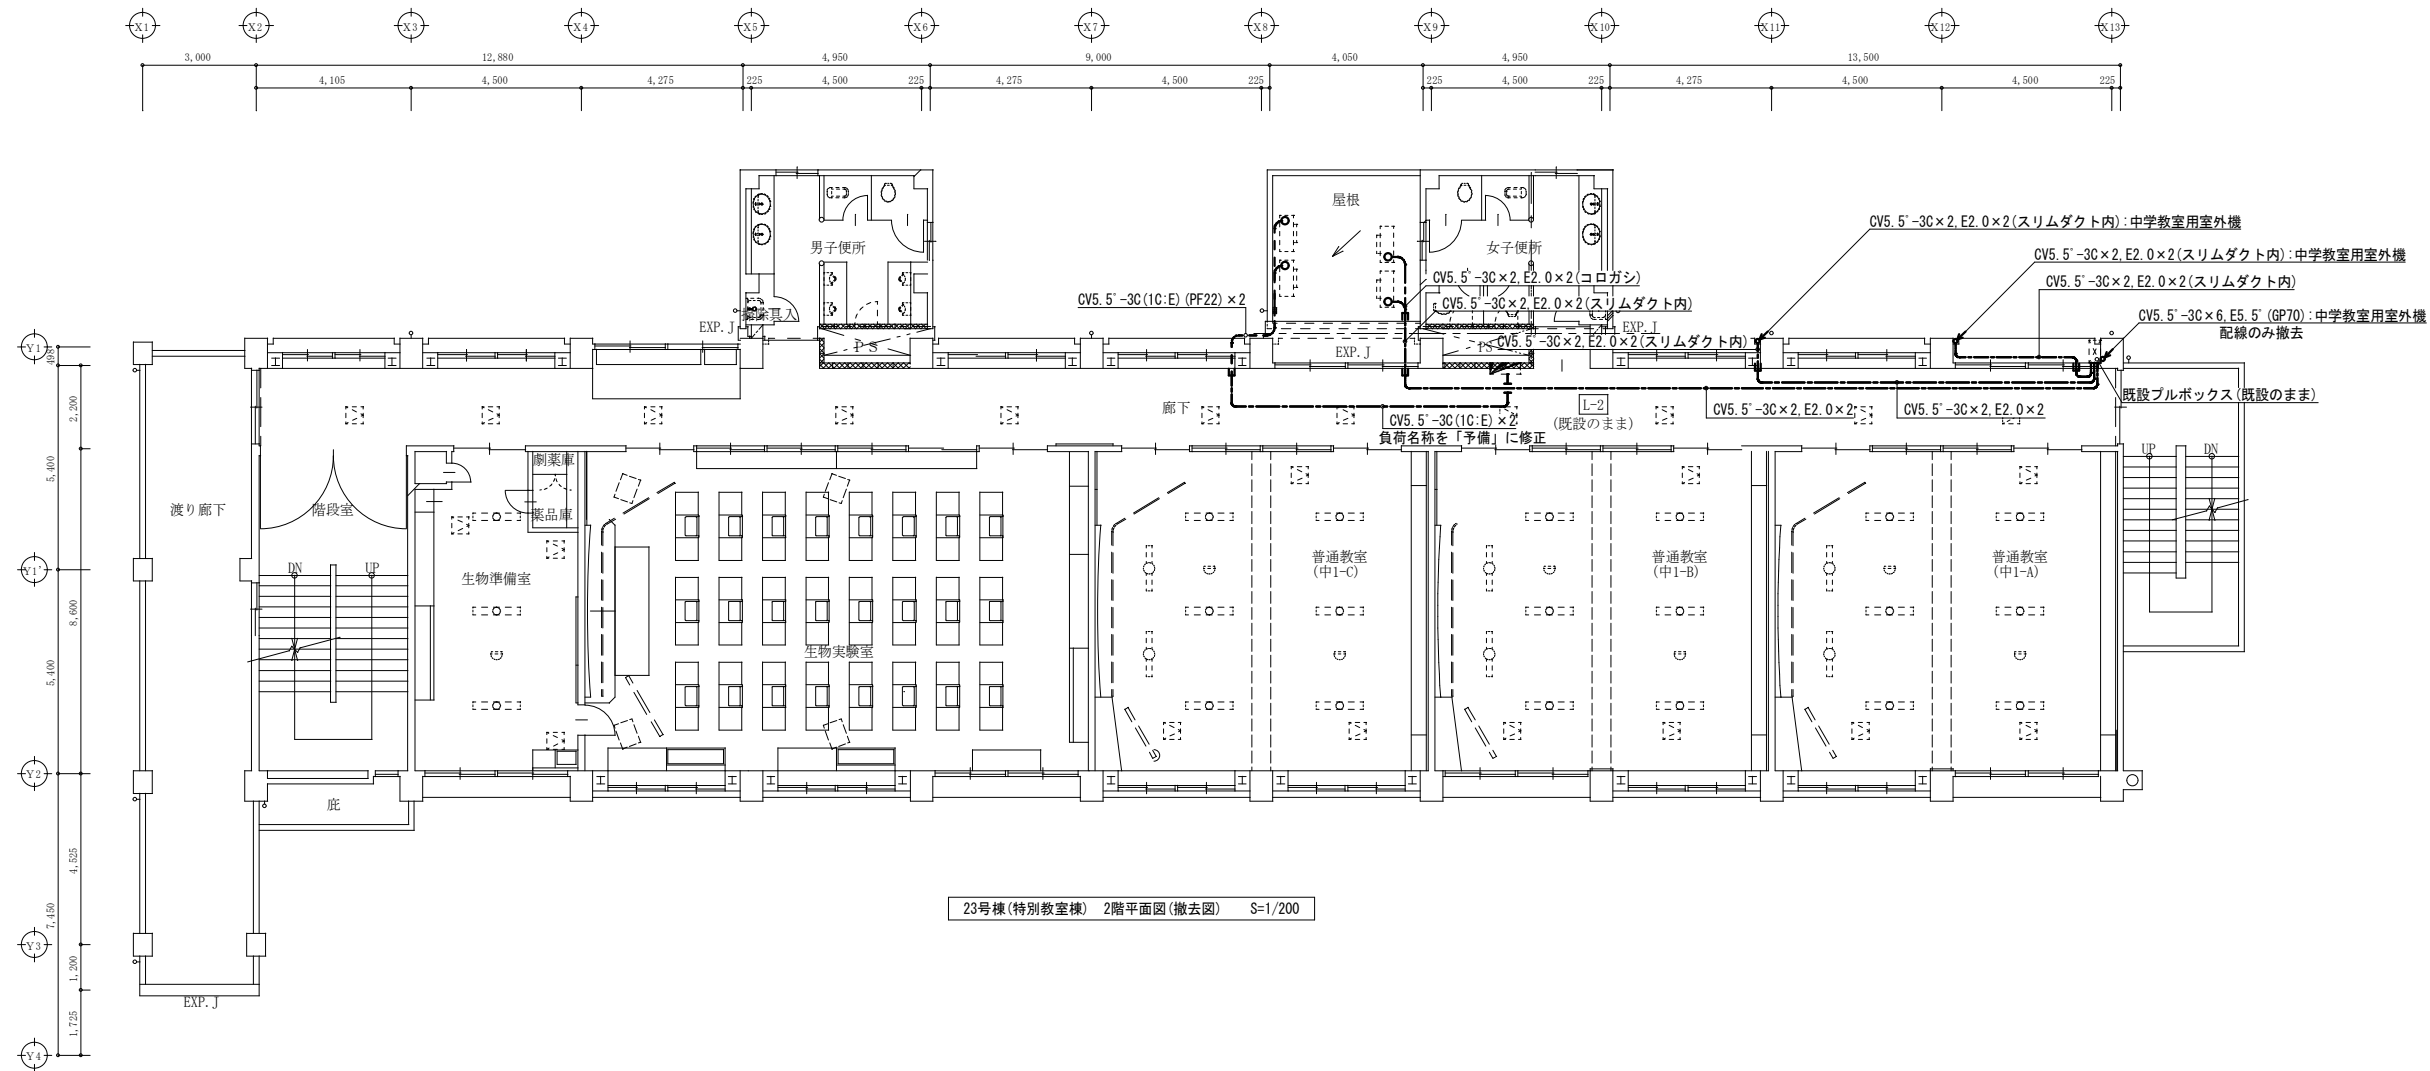 X1 X2 X3 X4 X5 X6 X7 X8 X9 X10 X11 X12 X13
3,000 12,880 4,950 9,000 4,050 4,950 13,500
4,105 4,500 4,275 225 4,500 225 4,275 4,500 225 225 4,500 225 4,275 4,500 4,500 225
屋根
男子便所
女子便所
CV5.5゜-3C×2,E2.0×2(スリムダクト内):中学教室用室外機
CV5.5゜-3C×2,E2.0×2(スリムダクト内):中学教室用室外機
CV5.5゜-3C×2,E2.0×2(コロガシ)
CV5.5゜-3C×2,E2.0×2(スリムダクト内)
CV5.5゜-3C(1C:E)(PF22)×2
CV5.5゜-3C×2,E2.0×2(スリムダクト内)
掃除具入
CV5.5゜-3C×6,E5.5゜(GP70):中学教室用室外機
配線のみ撤去
EXP.J
EXP.J
CV5.5゜-3C×2,E2.0×2(スリムダクト内)
PS
EXP.J
PS
既設プルボックス(既設のまま)
廊下
L-2
(既設のまま)
CV5.5゜-3C×2,E2.0×2
CV5.5゜-3C×2,E2.0×2
CV5.5゜-3C(1C:E)×2
負荷名称を「予備」に修正
UP
DN
劇薬庫
薬品庫
渡り廊下
階段室
DN
UP
生物準備室
生物実験室
普通教室
(中1-C)
普通教室
(中1-B)
普通教室
(中1-A)
庇
EXP.J
Y1
498
2,200
5,400
Y1'
8,600
5,400
Y2
4,525
7,450
Y3
1,200
1,725
Y4
23号棟(特別教室棟) 2階平面図(撤去図) S=1/200